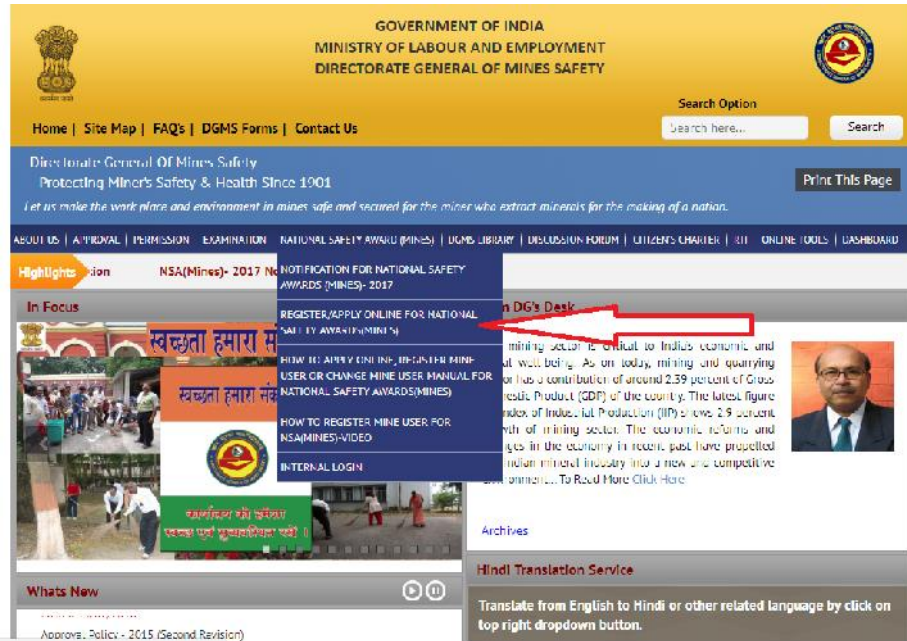 GOVERNMENT OF INDIA
MINISTRY OF LABOUR AND EMPLOYMENT
DIRECTORATE GENERAL OF MINES SAFETY
Search Option
Home | Site Map | FAQ's | DGMS Forms | Contact Us
Search here...
Search
Directorate General Of Mines Safety
Protecting Miner's Safety & Health Since 1901
Print This Page
Let us make the work place and environment in mines safe and secured for the miner who extract minerals for the making of a nation.
ABOUT US | APPROVAL | PERMISSION EXAMINATION NATIONAL SAFETY AWARD (MINES) | DGMS LIBRARY | DISCUSSION FORUM | CITIZEN'S CHARTER | RTI ONLINE TOOLS | DASHBOARD
Highlights
NSA(Mines)- 2017
NOTIFICATION FOR NATIONAL SAFETY
AWARDS (MINES)- 2017
REGISTER/APPLY ONLINE FOR NATIONAL
SAFETY AWARDS(MINES)
HOW TO APPLY ONLINE, REGISTER MINE
USER OR CHANGE MINE USER MANUAL FOR
NATIONAL SAFETY AWARDS(MINES)
HOW TO REGISTER MINE USER FOR
NSA(MINES)-VIDEO
INTERNAL LOGIN
In Focus
स्वच्छता हमारा
स्वच्छता हमारा
DG's Desk
mining sector is critical to India's economic and
well-being. As on today, mining and quarrying
has a contribution of around 2.39 percent of Gross
Product (GDP) of the country. The latest figure
of Industrial Production (IIP) shows 2.9 percent
of mining sector. The economic reforms and
in the economy in recent past have propelled
Indian mineral industry into a new and competitive
To Read More Click Here
Archives
Whats New
Approval Policy - 2015 (Second Revision)
Hindi Translation Service
Translate from English to Hindi or other related language by click on
top right dropdown button.